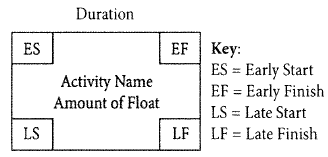 Duration
ES EF
Activity Name
Amount of Float
LS LF
Key:
ES = Early Start
EF = Early Finish
LS = Late Start
LF = Late Finish